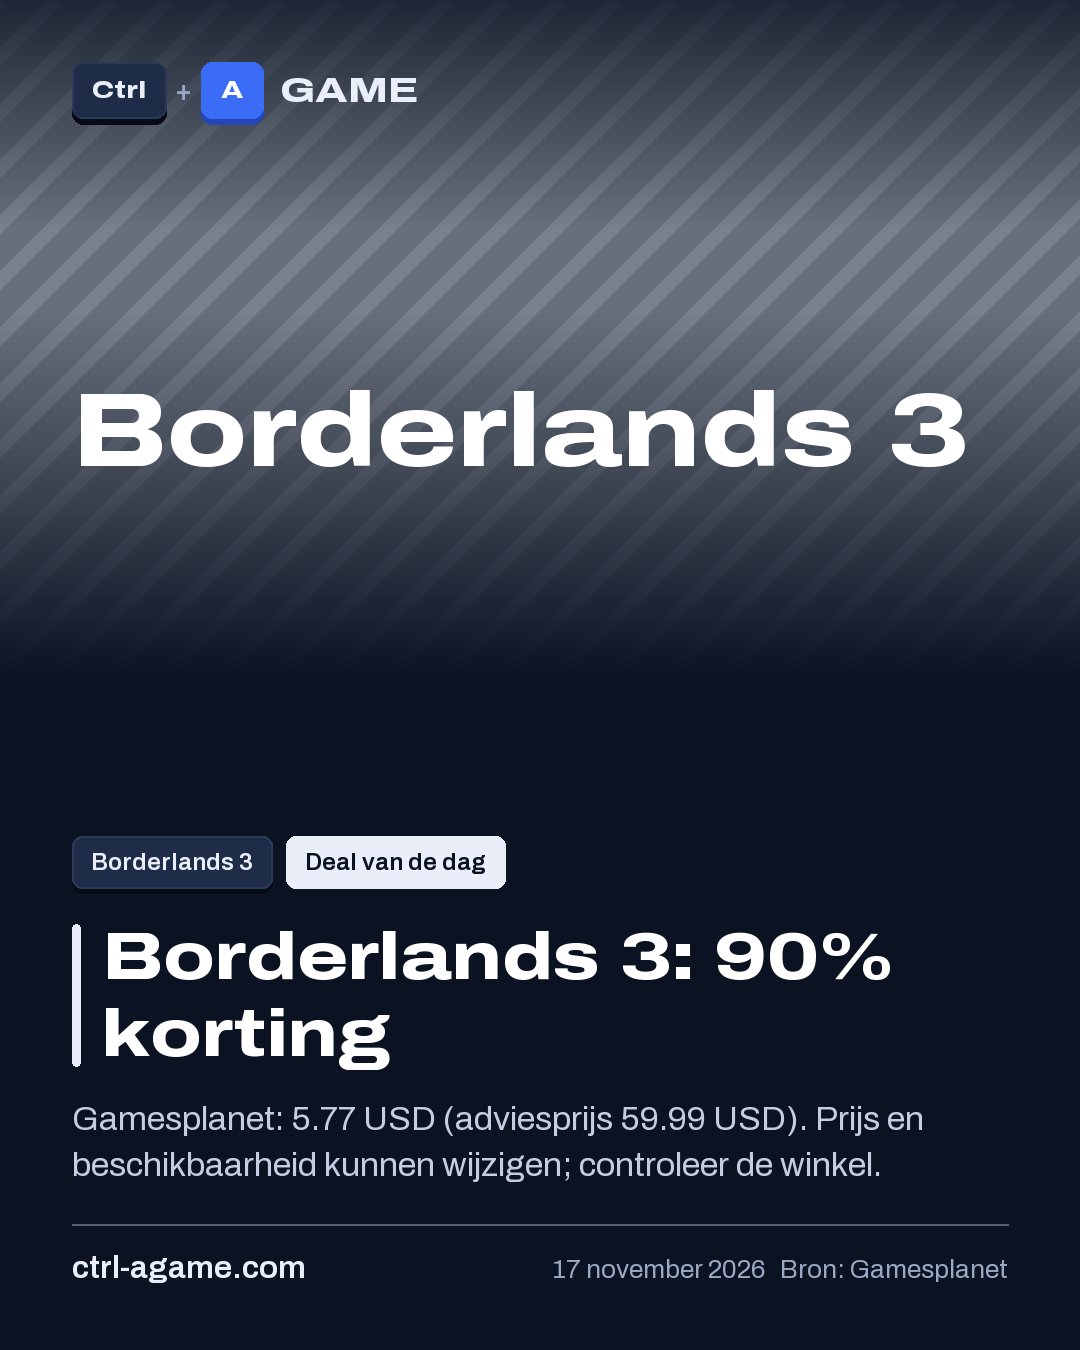 Ctrl + A GAME
Borderlands 3
Borderlands 3 Deal van de dag
Borderlands 3: 90%
korting
Gamesplanet: 5.77 USD (adviesprijs 59.99 USD). Prijs en
beschikbaarheid kunnen wijzigen; controleer de winkel.
ctrl-agame.com 17 november 2026 Bron: Gamesplanet